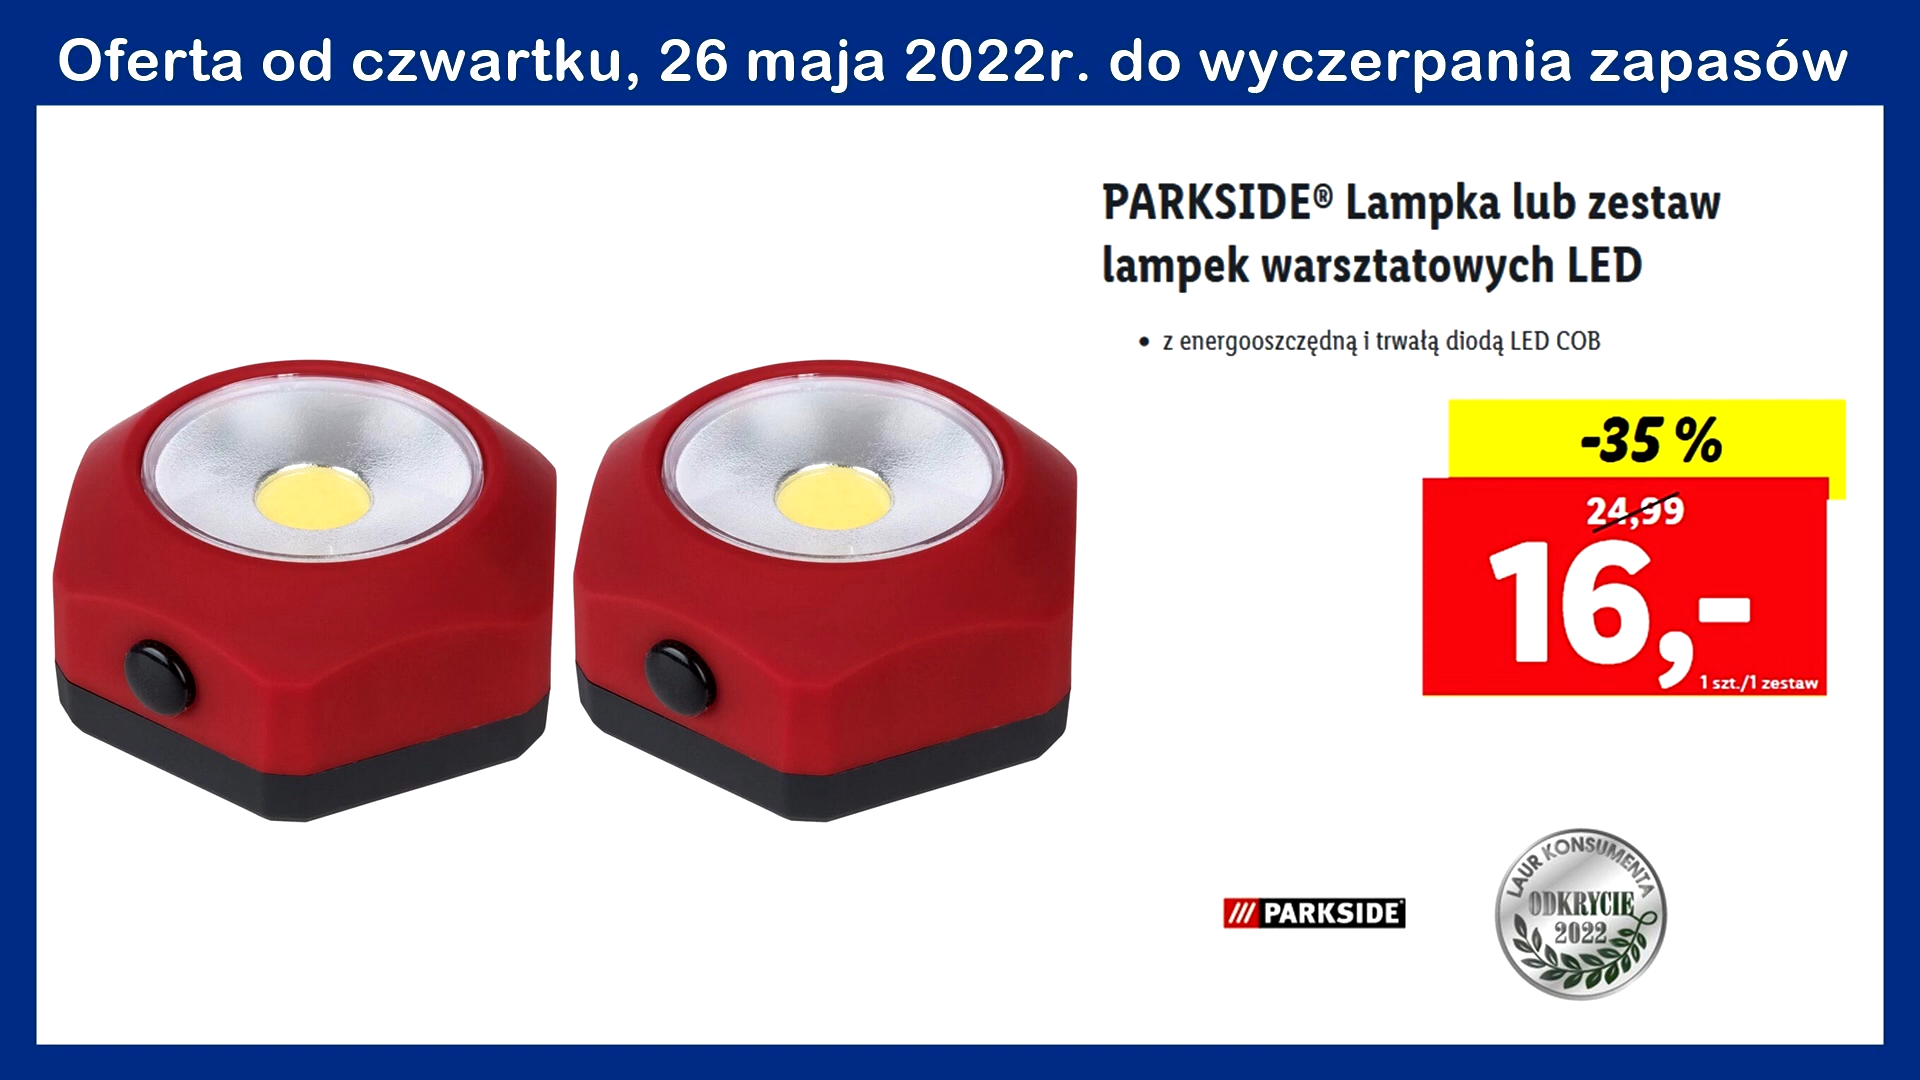 Oferta od czwartku, 26 maja 2022r. do wyczerpania zapasów
PARKSIDE® Lampka lub zestaw
lampek warsztatowych LED
• z energooszczędną i trwałą diodą LED COB
-35 %
24,99
16,-
1 szt./1 zestaw
PARKSIDE®
LAUR KONSUMENTA
ODKRYCIE
2022